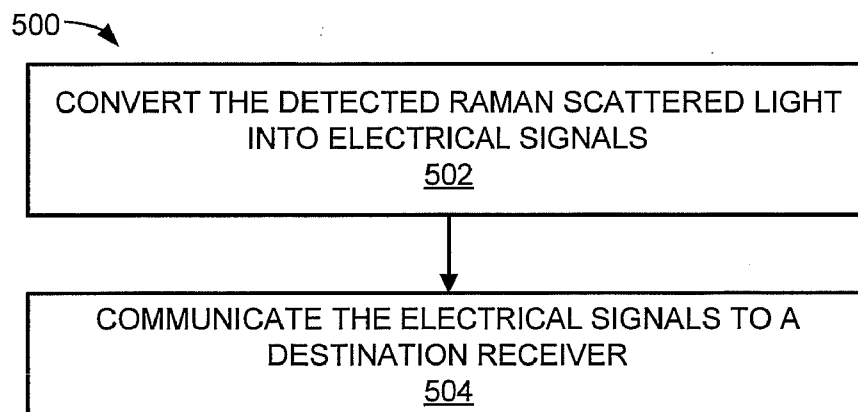 500
CONVERT THE DETECTED RAMAN SCATTERED LIGHT
INTO ELECTRICAL SIGNALS
502
COMMUNICATE THE ELECTRICAL SIGNALS TO A
DESTINATION RECEIVER
504